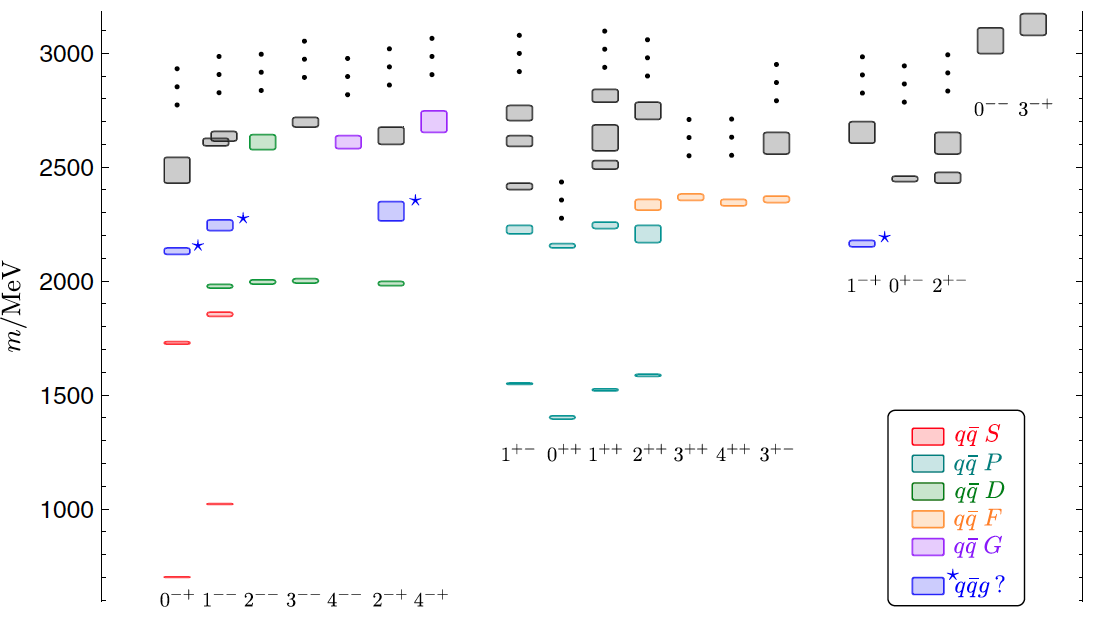 m/MeV
3000
2500
2000
1500
1000
0⁻⁺ 1⁻⁻ 2⁻⁻ 3⁻⁻ 4⁻⁻ 2⁻⁺ 4⁻⁺
1⁺⁻ 0⁺⁺ 1⁺⁺ 2⁺⁺ 3⁺⁺ 4⁺⁺ 3⁺⁻
1⁻⁺ 0⁺⁻ 2⁺⁻
0⁻⁻ 3⁻⁺
qq̄ S
qq̄ P
qq̄ D
qq̄ F
qq̄ G
*qq̄g ?